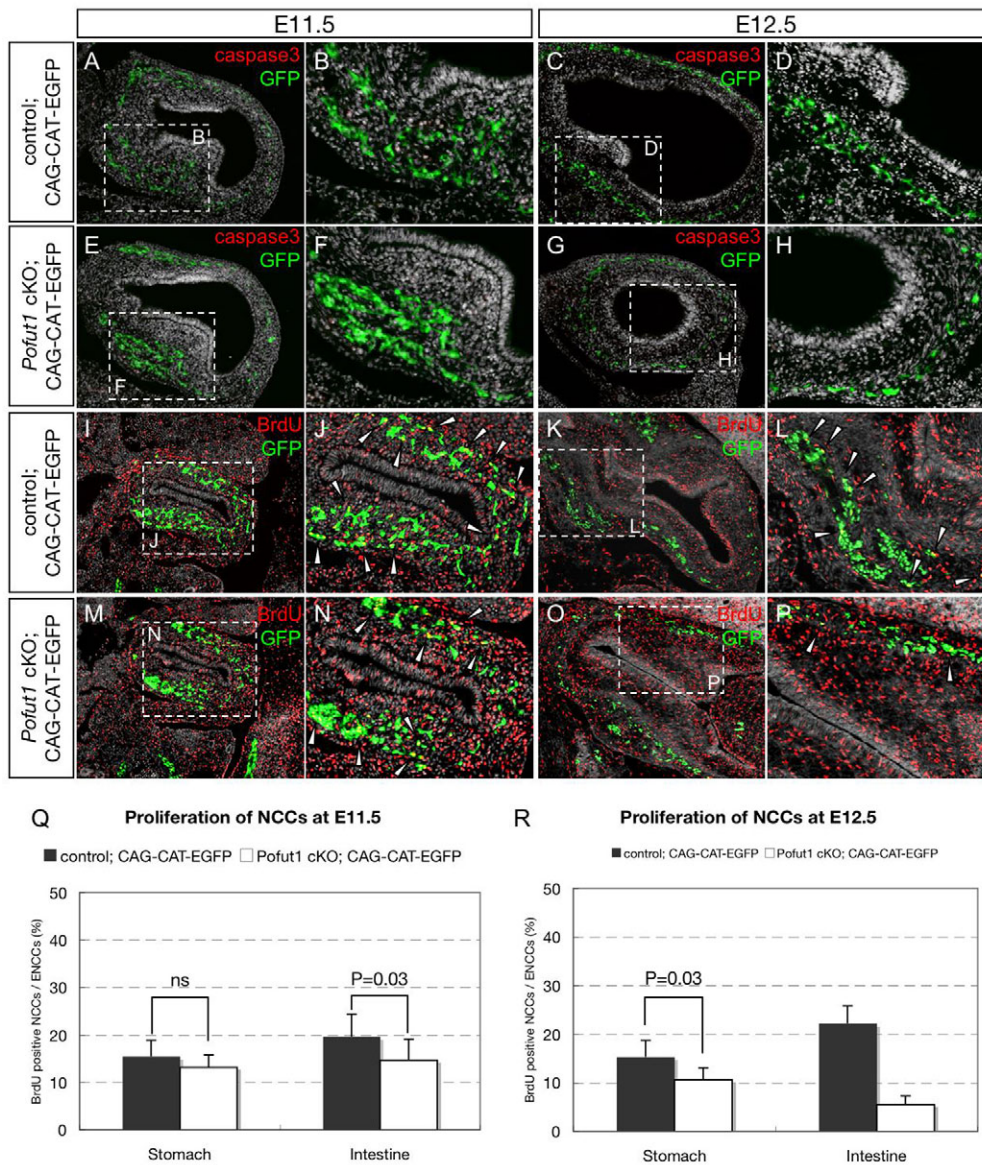 E11.5
E12.5
control;
CAG-CAT-EGFP
A
caspase3
GFP
B
B
C
caspase3
GFP
D
D
Pofut1 cKO;
CAG-CAT-EGFP
E
caspase3
GFP
F
F
G
caspase3
GFP
H
H
control;
CAG-CAT-EGFP
I
BrdU
GFP
J
J
K
BrdU
GFP
L
L
Pofut1 cKO;
CAG-CAT-EGFP
M
BrdU
GFP
N
N
O
BrdU
GFP
P
P
Q
Proliferation of NCCs at E11.5
control; CAG-CAT-EGFP
Pofut1 cKO; CAG-CAT-EGFP
BrdU positive NCCs / ENCCs (%)
50
40
30
20
10
0
ns
P=0.03
Stomach
Intestine
R
Proliferation of NCCs at E12.5
control; CAG-CAT-EGFP
Pofut1 cKO; CAG-CAT-EGFP
BrdU positive NCCs / ENCCs (%)
50
40
30
20
10
0
P=0.03
Stomach
Intestine